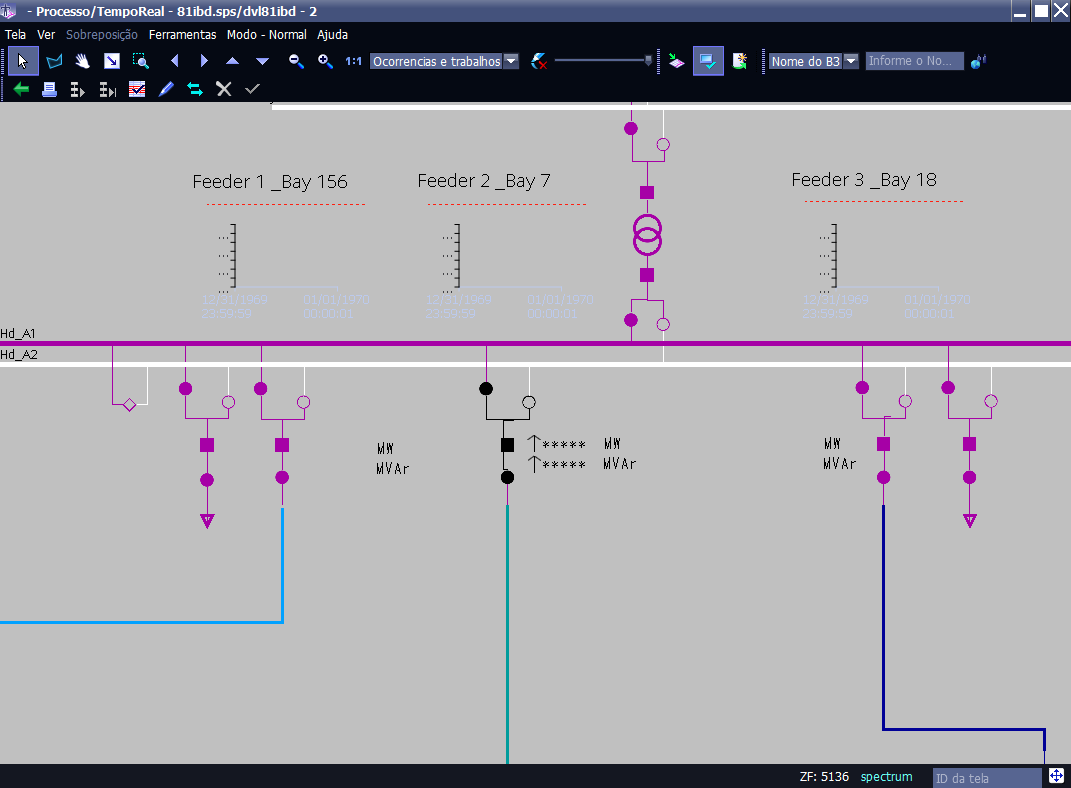 - Processo/TempoReal - 81ibd.sps/dvl81ibd - 2
Tela Ver Sobreposição Ferramentas Modo - Normal Ajuda
1:1 Ocorrencias e trabalhos Nome do B3 Informe o No...
Feeder 1 _Bay 156 Feeder 2 _Bay 7 Feeder 3 _Bay 18
... ... ...
... ... ...
... ... ...
... ... ...
12/31/1969 01/01/1970 12/31/1969 01/01/1970 12/31/1969 01/01/1970
23:59:59 00:00:01 23:59:59 00:00:01 23:59:59 00:00:01
Hd_A1
Hd_A2
MW ***** MW MW
MVAr ***** MVAr MVAr
ZF: 5136 spectrum ID da tela